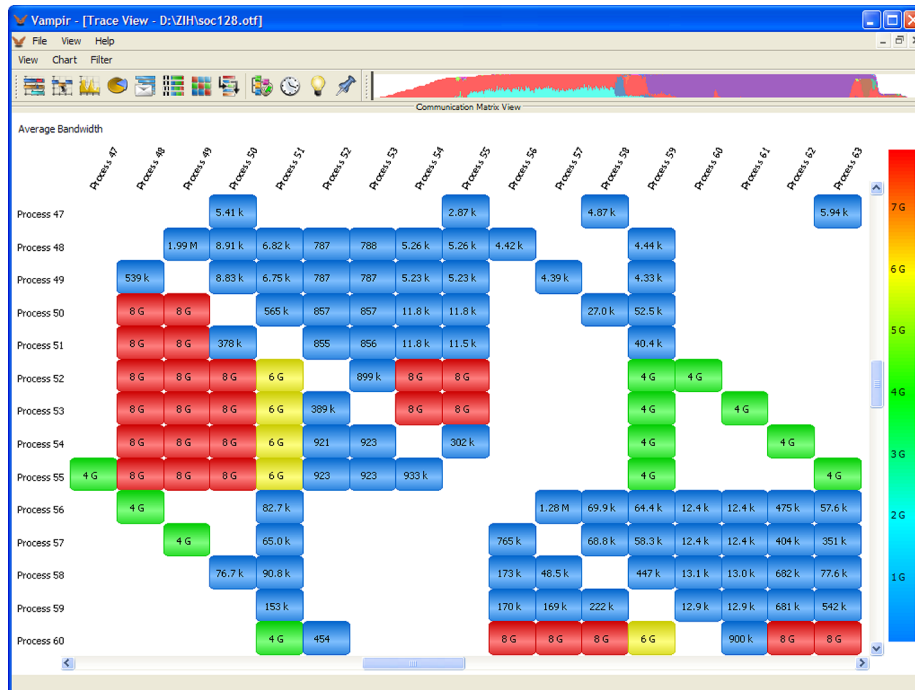 Vampir - [Trace View - D:\ZIH\soc128.otf]
File View Help
View Chart Filter
Communication Matrix View
Average Bandwidth
Process 47 Process 48 Process 49 Process 50 Process 51 Process 52 Process 53 Process 54 Process 55 Process 56 Process 57 Process 58 Process 59 Process 60 Process 61 Process 62 Process 63
Process 47 5.41 k 2.87 k 4.87 k 5.94 k
Process 48 1.99 M 8.91 k 6.82 k 787 788 5.26 k 5.26 k 4.42 k 4.44 k
Process 49 539 k 8.83 k 6.75 k 787 787 5.23 k 5.23 k 4.39 k 4.33 k
Process 50 8 G 8 G 565 k 857 857 11.8 k 11.8 k 27.0 k 52.5 k
Process 51 8 G 8 G 378 k 855 856 11.8 k 11.5 k 40.4 k
Process 52 8 G 8 G 8 G 6 G 899 k 8 G 8 G 4 G 4 G
Process 53 8 G 8 G 8 G 6 G 389 k 8 G 8 G 4 G 4 G
Process 54 8 G 8 G 8 G 6 G 921 923 302 k 4 G 4 G
Process 55 4 G 8 G 8 G 8 G 6 G 923 923 933 k 4 G 4 G
Process 56 4 G 82.7 k 1.28 M 69.9 k 64.4 k 12.4 k 12.4 k 475 k 57.6 k
Process 57 4 G 65.0 k 765 k 68.8 k 58.3 k 12.4 k 12.4 k 404 k 351 k
Process 58 76.7 k 90.8 k 173 k 48.5 k 447 k 13.1 k 13.0 k 682 k 77.6 k
Process 59 153 k 170 k 169 k 222 k 12.9 k 12.9 k 681 k 542 k
Process 60 4 G 454 8 G 8 G 8 G 6 G 900 k 8 G 8 G
7 G
6 G
5 G
4 G
3 G
2 G
1 G